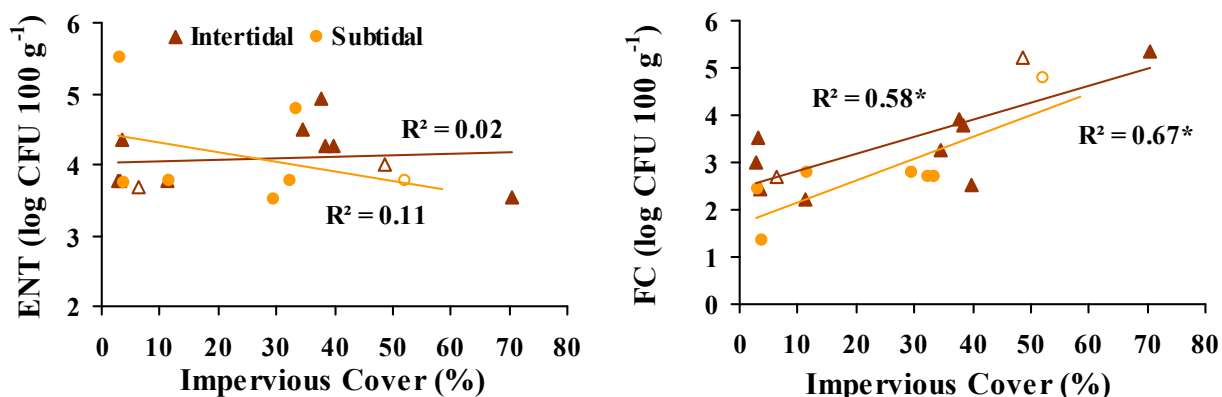 ENT (log CFU 100 g⁻¹)
6
5
4
3
2
Intertidal
Subtidal
R² = 0.02
R² = 0.11
0 10 20 30 40 50 60 70 80
Impervious Cover (%)
FC (log CFU 100 g⁻¹)
6
5
4
3
2
1
0
R² = 0.58*
R² = 0.67*
0 10 20 30 40 50 60 70 80
Impervious Cover (%)